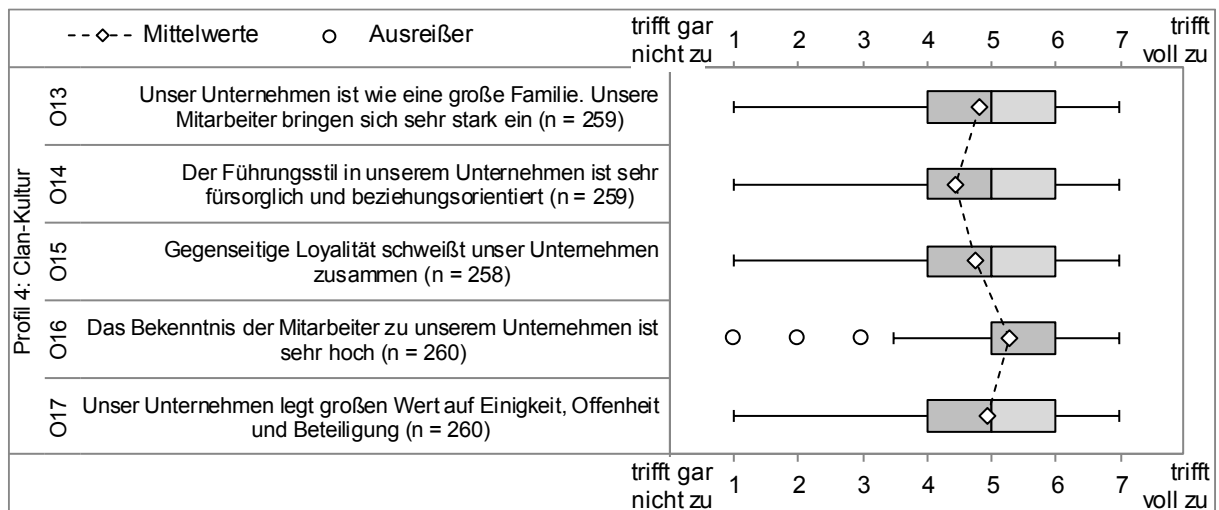 --◇-- Mittelwerte ○ Ausreißer
trifft gar nicht zu 1 2 3 4 5 6 7 trifft voll zu
Profil 4: Clan-Kultur
O13
Unser Unternehmen ist wie eine große Familie. Unsere
Mitarbeiter bringen sich sehr stark ein (n = 259)
O14
Der Führungsstil in unserem Unternehmen ist sehr
fürsorglich und beziehungsorientiert (n = 259)
O15
Gegenseitige Loyalität schweißt unser Unternehmen
zusammen (n = 258)
O16
Das Bekenntnis der Mitarbeiter zu unserem Unternehmen ist
sehr hoch (n = 260)
O17
Unser Unternehmen legt großen Wert auf Einigkeit, Offenheit
und Beteiligung (n = 260)
trifft gar nicht zu 1 2 3 4 5 6 7 trifft voll zu